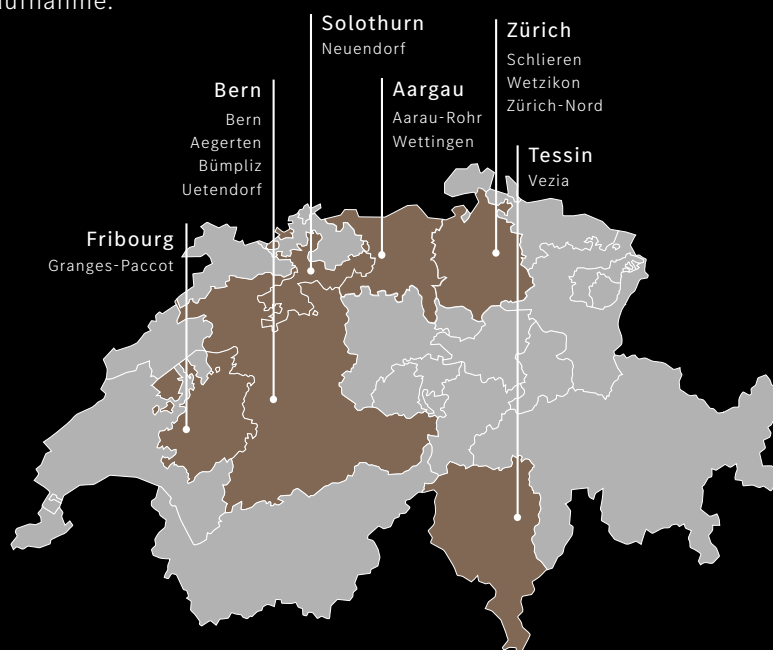 Solothurn
Neuendorf
Zürich
Schlieren
Wetzikon
Zürich-Nord
Bern
Bern
Aegerten
Bümpliz
Uetendorf
Aargau
Aarau-Rohr
Wettingen
Tessin
Vezia
Fribourg
Granges-Paccot